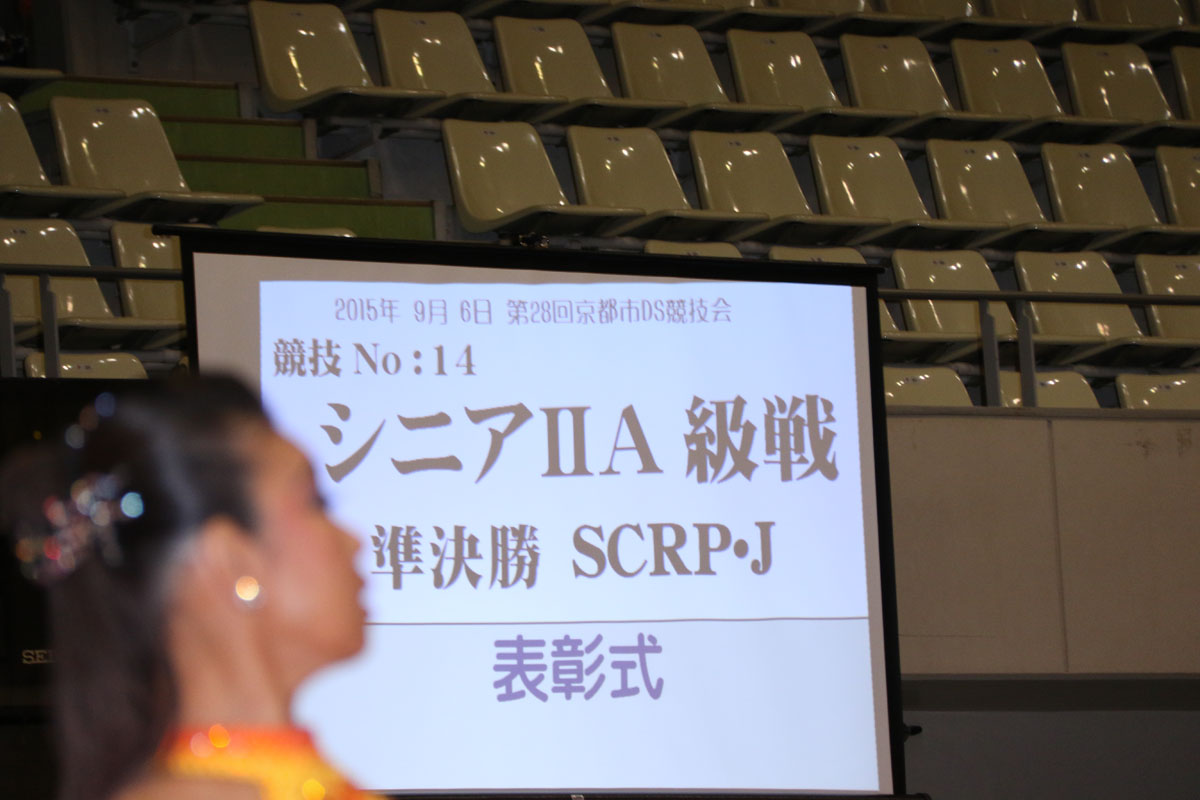 2015年 9月 6日 第28回京都市DS競技会
競技 No : 14
シニアⅡA 級戦
準決勝 SCRP・J
表彰式